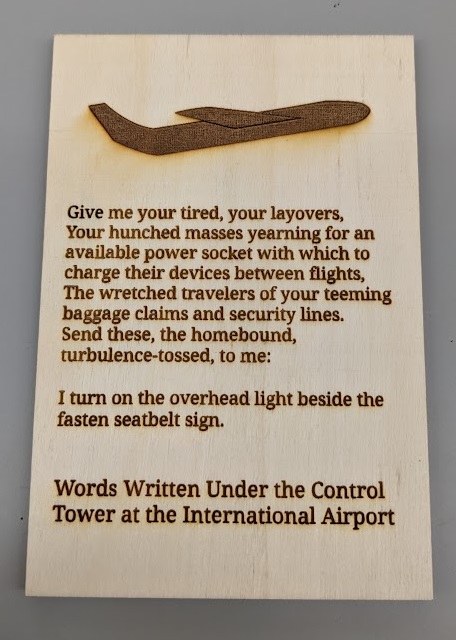 Give me your tired, your layovers,
Your hunched masses yearning for an
available power socket with which to
charge their devices between flights,
The wretched travelers of your teeming
baggage claims and security lines.
Send these, the homebound,
turbulence-tossed, to me:
I turn on the overhead light beside the
fasten seatbelt sign.
Words Written Under the Control
Tower at the International Airport